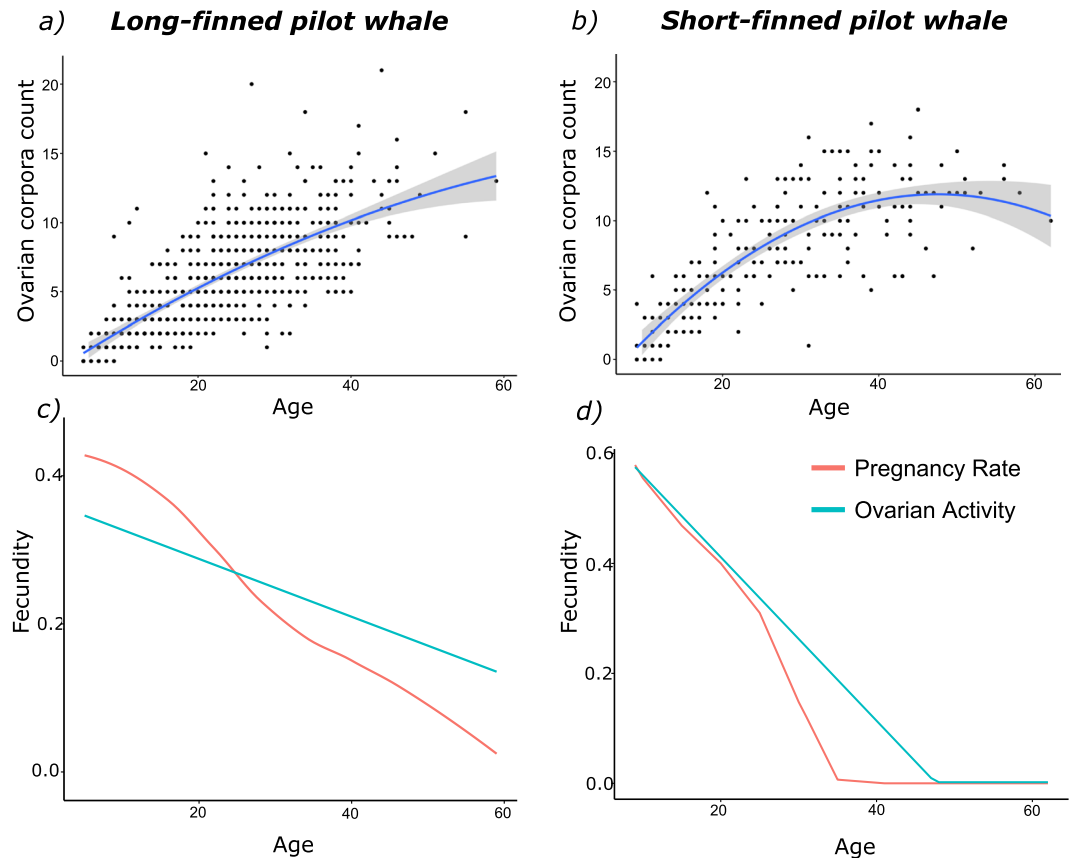 a) Long-finned pilot whale
b) Short-finned pilot whale
Ovarian corpora count
20
15
10
5
0
20
40
60
Age
Ovarian corpora count
20
15
10
5
0
20
40
60
Age
c)
Fecundity
0.4
0.2
0.0
20
40
60
Age
d)
Fecundity
0.6
0.4
0.2
0.0
Pregnancy Rate
Ovarian Activity
20
40
60
Age